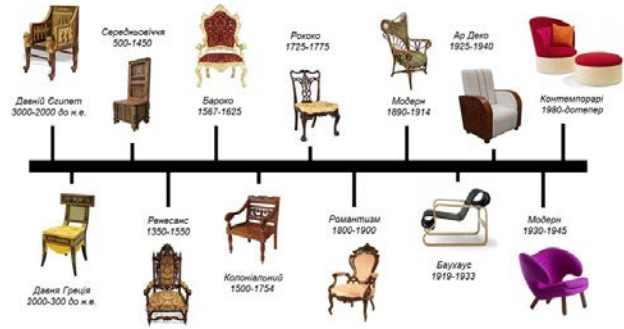 Давній Єгипет
3000-2000 до н.е.
Середньовіччя
500-1450
Бароко
1567-1625
Рококо
1725-1775
Модерн
1890-1914
Ар Деко
1925-1940
Контемпорарі
1980-дотепер
Давня Греція
2000-300 до н.е.
Ренесанс
1350-1550
Колоніальний
1500-1754
Романтизм
1800-1900
Баухаус
1919-1933
Модерн
1930-1945